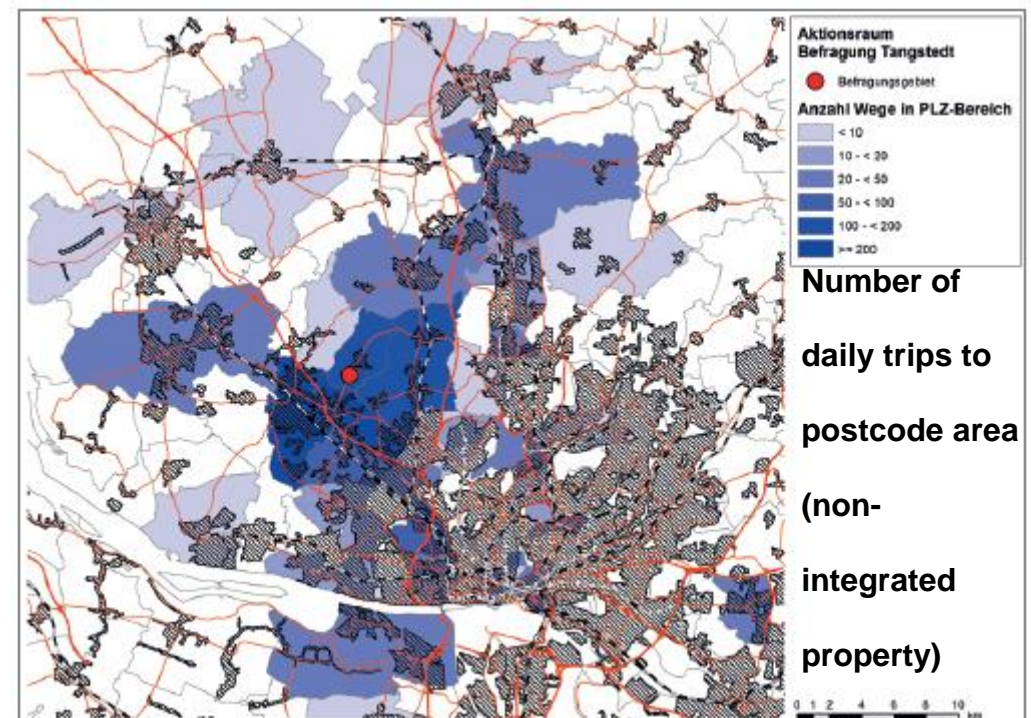 Aktionsraum
Befragung Tangstedt
Befragungsgebiet
Anzahl Wege in PLZ-Bereich
< 10
10 - < 20
20 - < 50
50 - < 100
100 - < 200
>= 200
Number of
daily trips to
postcode area
(non-
integrated
property)
0 1 2 4 6 8 10
km